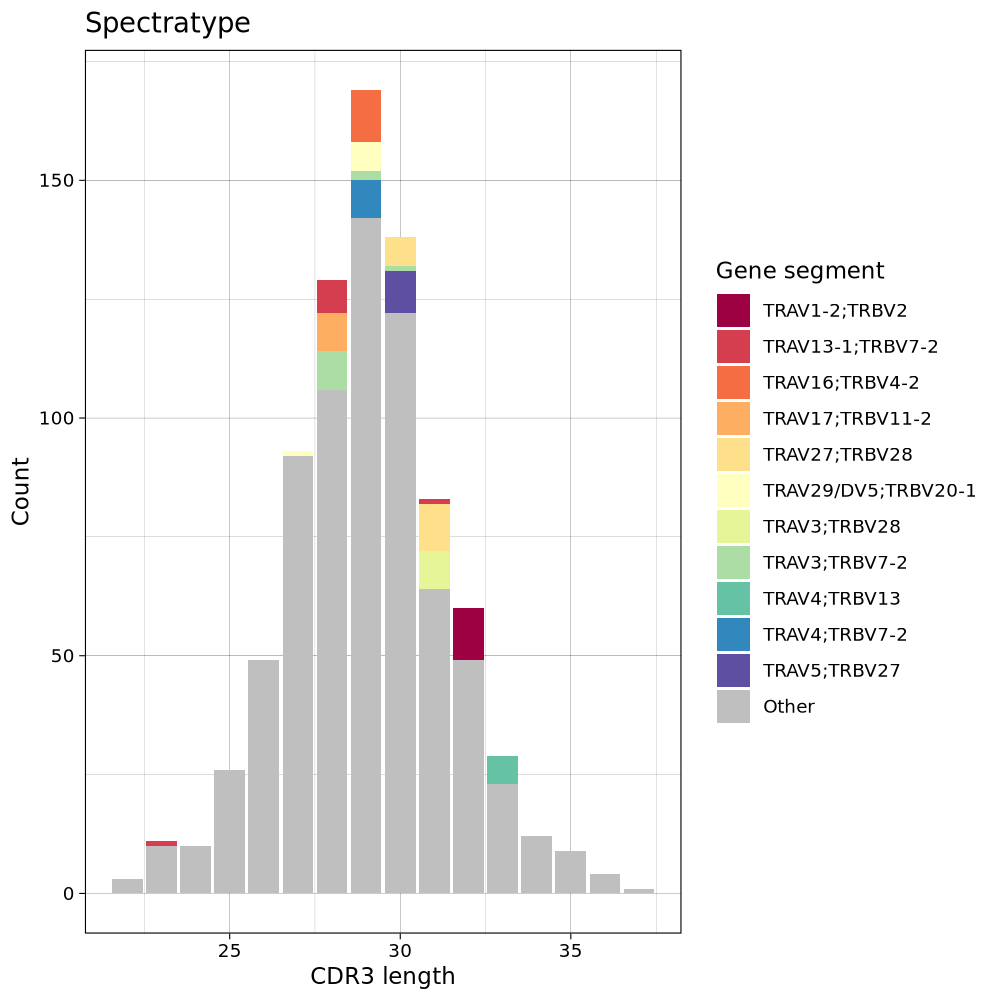 Spectratype
150
100
50
0
Count
25
30
35
CDR3 length
Gene segment
TRAV1-2;TRBV2
TRAV13-1;TRBV7-2
TRAV16;TRBV4-2
TRAV17;TRBV11-2
TRAV27;TRBV28
TRAV29/DV5;TRBV20-1
TRAV3;TRBV28
TRAV3;TRBV7-2
TRAV4;TRBV13
TRAV4;TRBV7-2
TRAV5;TRBV27
Other